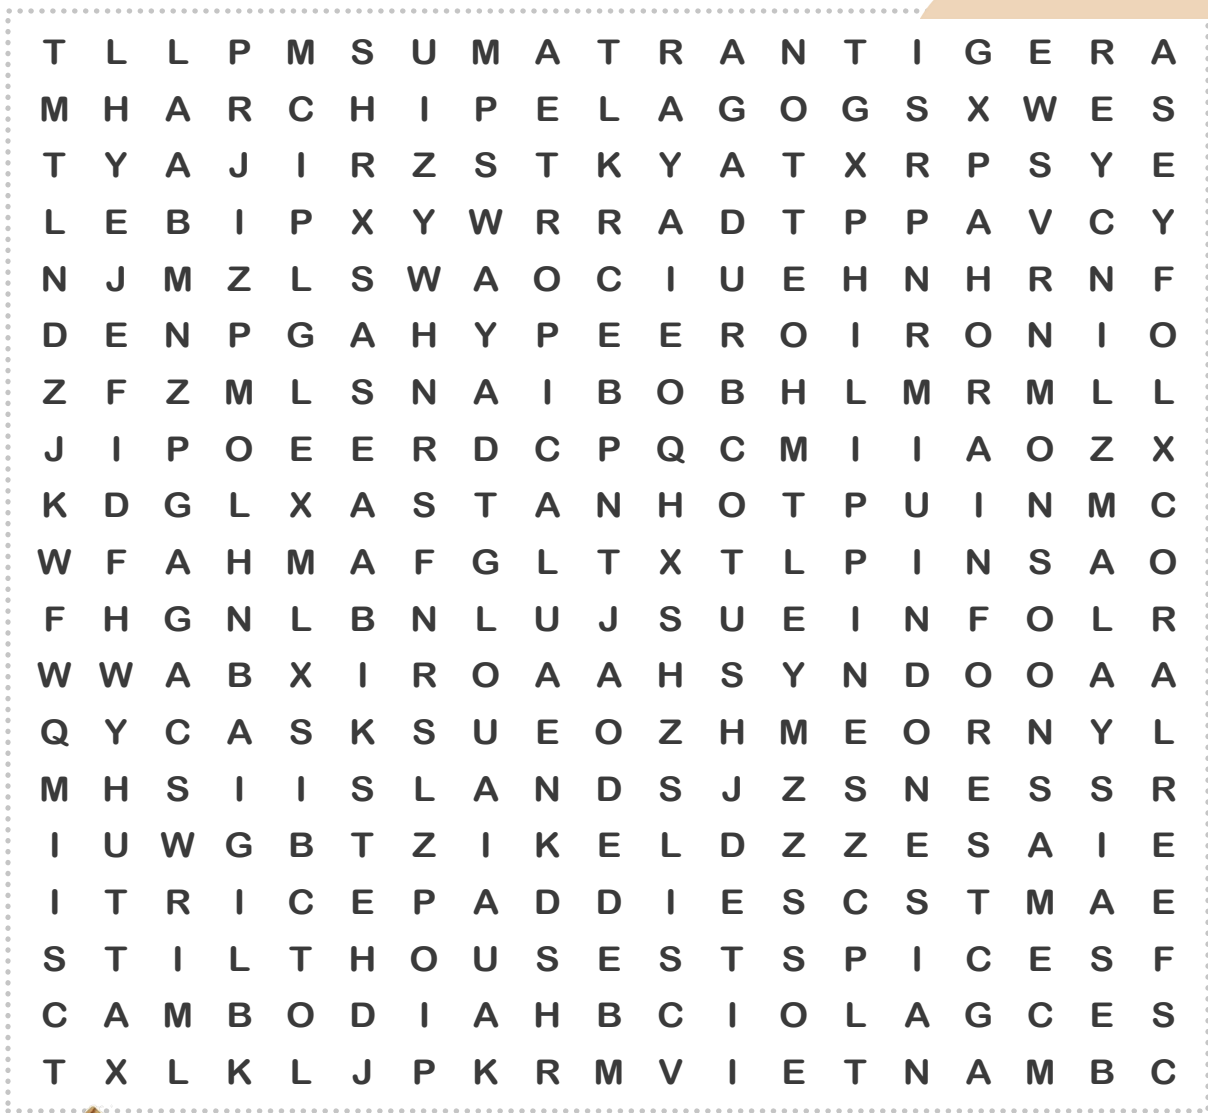 T L L P M S U M A T R A N T I G E R A
M H A R C H I P E L A G O G S X W E S
T Y A J I R Z S T K Y A T X R P S Y E
L E B I P X Y W R R A D T P P A V C Y
N J M Z L S W A O C I U E H N H R N F
D E N P G A H Y P E E R O I R O N I O
Z F Z M L S N A I B O B H L M R M L L
J I P O E E R D C P Q C M I I A O Z X
K D G L X A S T A N H O T P U I N M C
W F A H M A F G L T X T L P I N S A O
F H G N L B N L U J S U E I N F O L R
W W A B X I R O A A H S Y N D O O A A
Q Y C A S K S U E O Z H M E O R N Y L
M H S I I S L A N D S J Z S N E S S R
I U W G B T Z I K E L D Z Z E S A I E
I T R I C E P A D D I E S C S T M A E
S T I L T H O U S E S T S P I C E S F
C A M B O D I A H B C I O L A G C E S
T X L K L J P K R M V I E T N A M B C